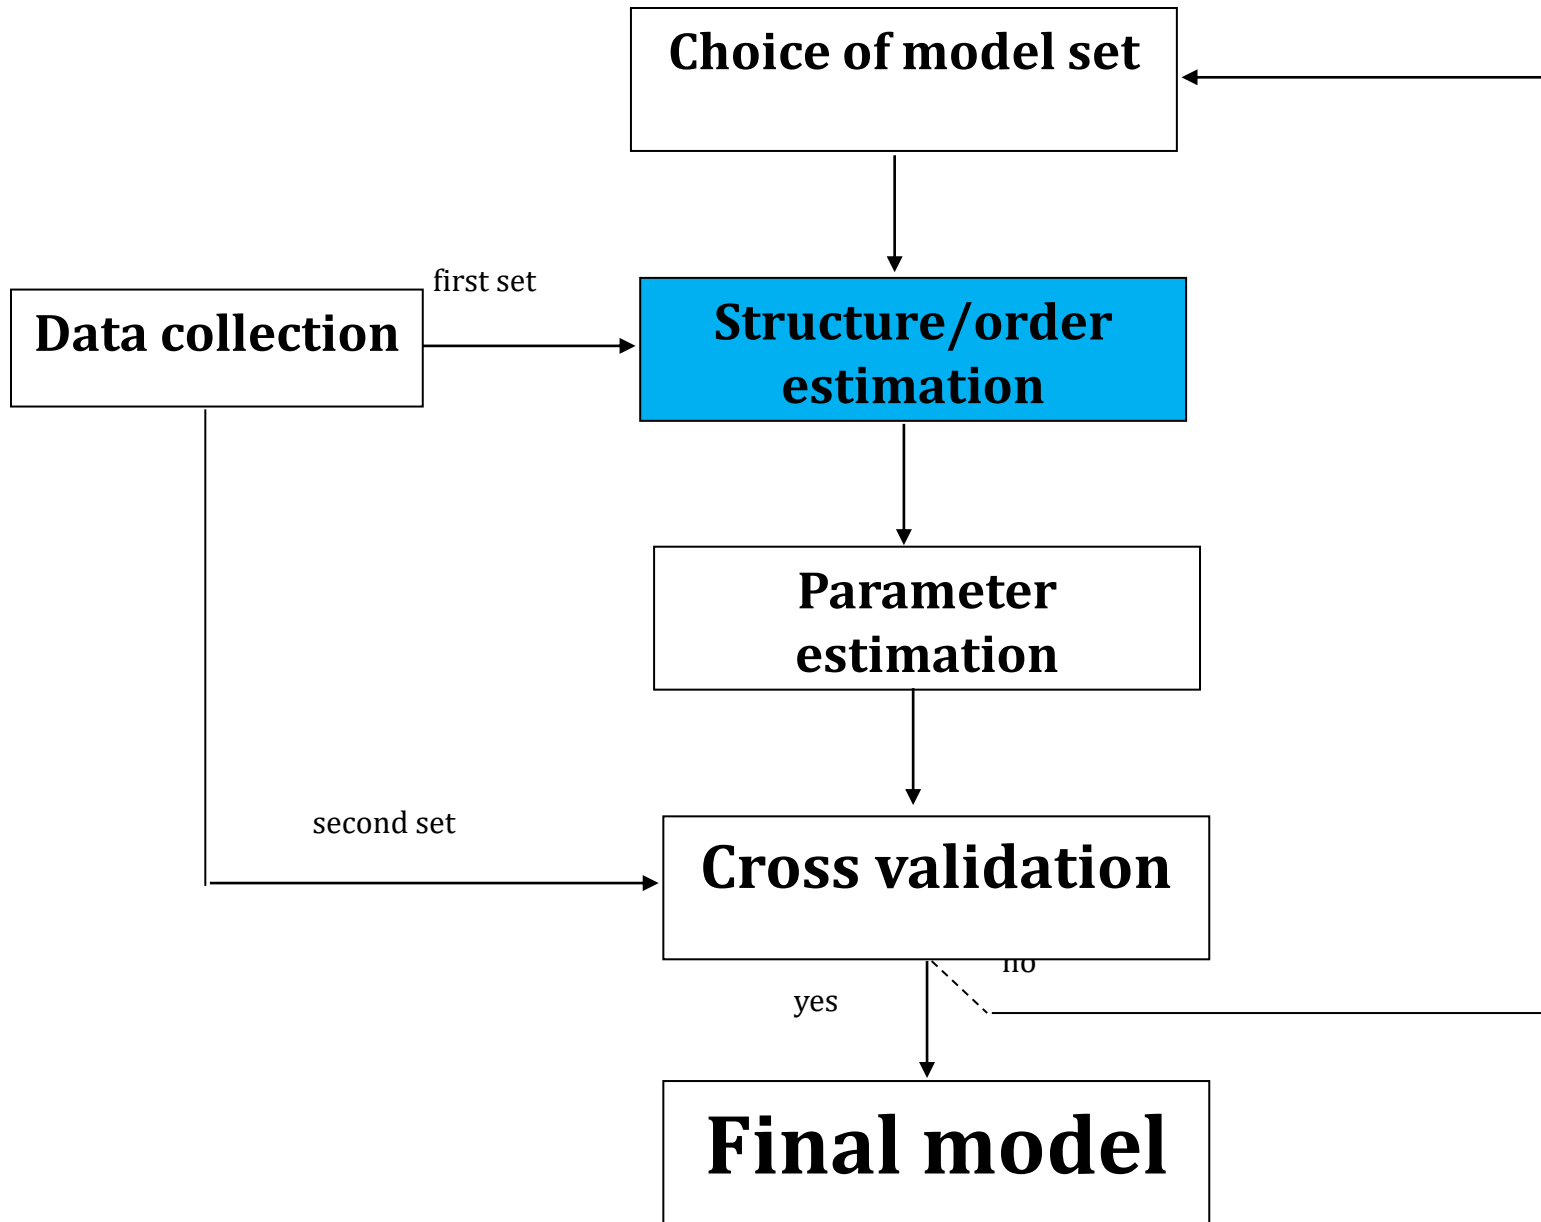 Choice of model set
first set
Data collection
Structure/order
estimation
Parameter
estimation
second set
Cross validation
no
yes
Final model